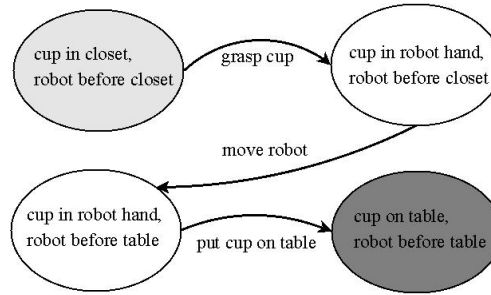 cup in closet,
robot before closet
grasp cup
cup in robot hand,
robot before closet
move robot
cup in robot hand,
robot before table
put cup on table
cup on table,
robot before table